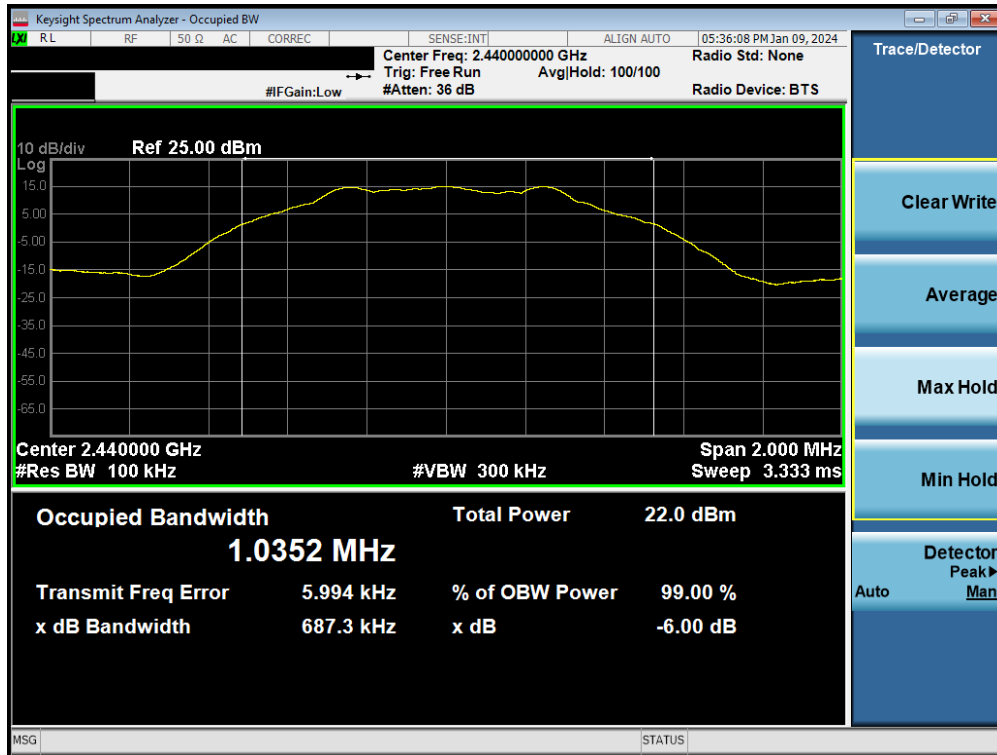 Keysight Spectrum Analyzer - Occupied BW
LXI RL RF 50 Ω AC CORREC SENSE:INT ALIGN AUTO 05:36:08 PM Jan 09, 2024
Center Freq: 2.440000000 GHz Radio Std: None
Trig: Free Run Avg|Hold: 100/100
#IFGain:Low #Atten: 36 dB Radio Device: BTS
10 dB/div Ref 25.00 dBm
Log
15.0
5.00
-5.00
-15.0
-25.0
-35.0
-45.0
-55.0
-65.0
Center 2.440000 GHz Span 2.000 MHz
#Res BW 100 kHz #VBW 300 kHz Sweep 3.333 ms
Occupied Bandwidth Total Power 22.0 dBm
1.0352 MHz
Transmit Freq Error 5.994 kHz % of OBW Power 99.00 %
x dB Bandwidth 687.3 kHz x dB -6.00 dB
MSG STATUS
Trace/Detector
Clear Write
Average
Max Hold
Min Hold
Detector
Peak▶
Auto Man